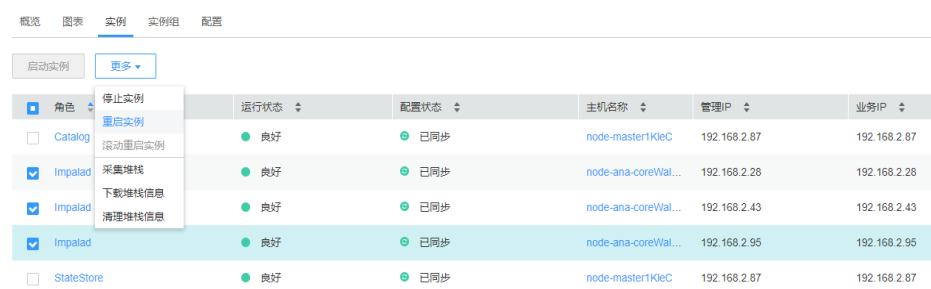 概览 图表 实例 实例组 配置
启动实例 更多
角色 运行状态 配置状态 主机名称 管理IP 业务IP
停止实例
重启实例
滚动重启实例
采集堆栈
下载堆栈信息
清理堆栈信息
Catalog 良好 已同步 node-master1KleC 192.168.2.87 192.168.2.87
Impalad 良好 已同步 node-ana-coreWal... 192.168.2.28 192.168.2.28
Impalad 良好 已同步 node-ana-coreWal... 192.168.2.43 192.168.2.43
Impalad 良好 已同步 node-ana-coreWal... 192.168.2.95 192.168.2.95
StateStore 良好 已同步 node-master1KleC 192.168.2.87 192.168.2.87